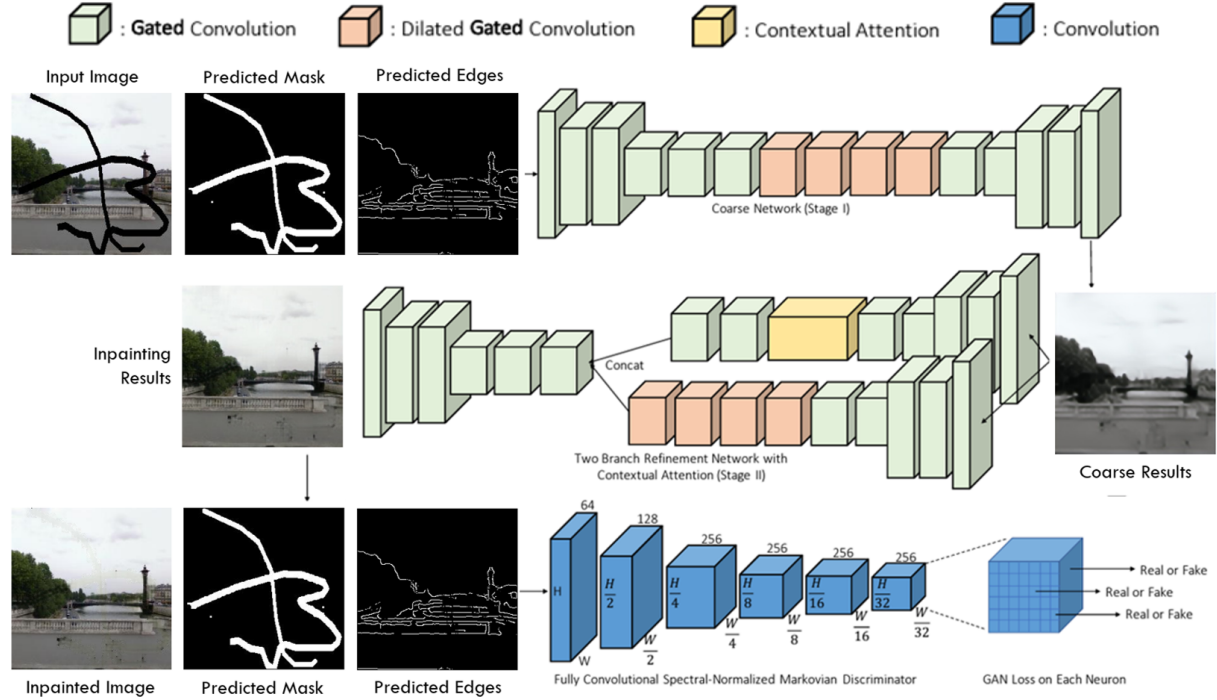 : Gated Convolution
: Dilated Gated Convolution
: Contextual Attention
: Convolution
Input Image
Predicted Mask
Predicted Edges
Coarse Network (Stage I)
Inpainting
Results
Concat
Two Branch Refinement Network with
Contextual Attention (Stage II)
Coarse Results
64
128
256
256
256
256
H
H/2
H/4
H/8
H/16
H/32
W
W/2
W/4
W/8
W/16
W/32
Real or Fake
Real or Fake
Real or Fake
Inpainted Image
Predicted Mask
Predicted Edges
Fully Convolutional Spectral-Normalized Markovian Discriminator
GAN Loss on Each Neuron